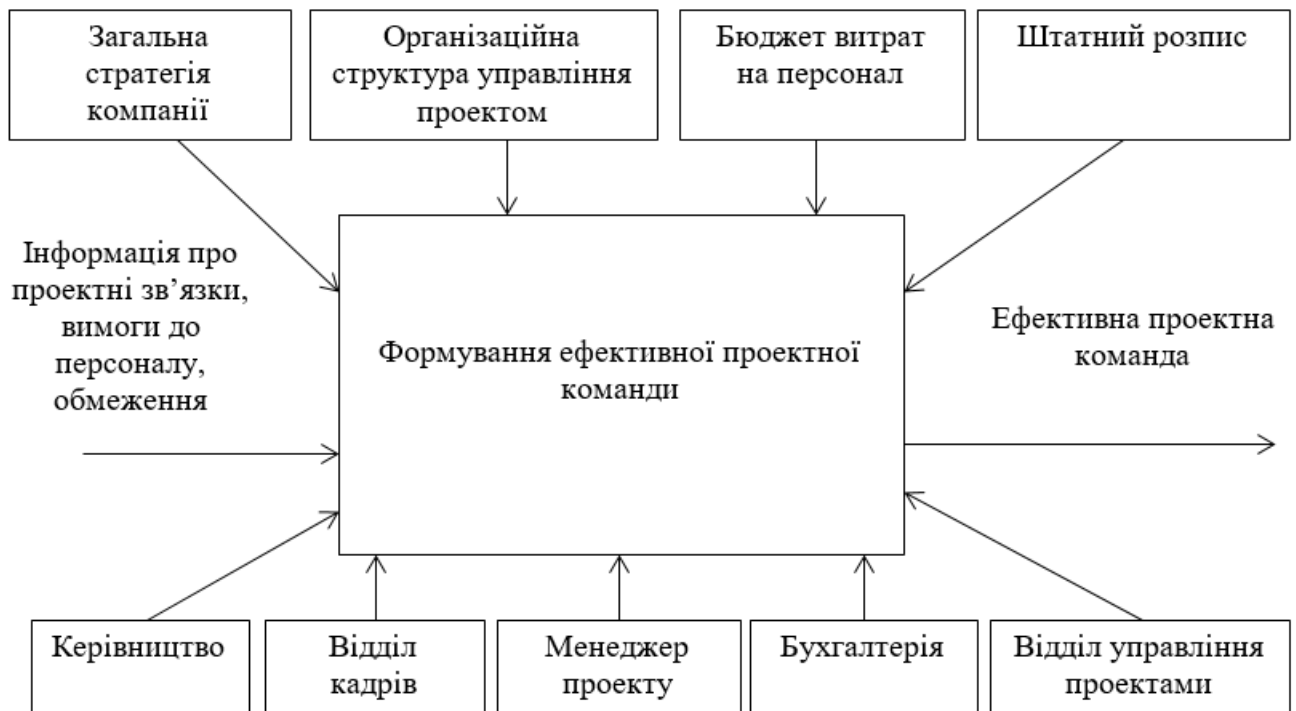 Загальна
стратегія
компанії
Організаційна
структура управління
проектом
Бюджет витрат
на персонал
Штатний розпис
Інформація про
проектні зв’язки,
вимоги до
персоналу,
обмеження
Формування ефективної проектної
команди
Ефективна проектна
команда
Керівництво
Відділ
кадрів
Менеджер
проекту
Бухгалтерія
Відділ управління
проектами